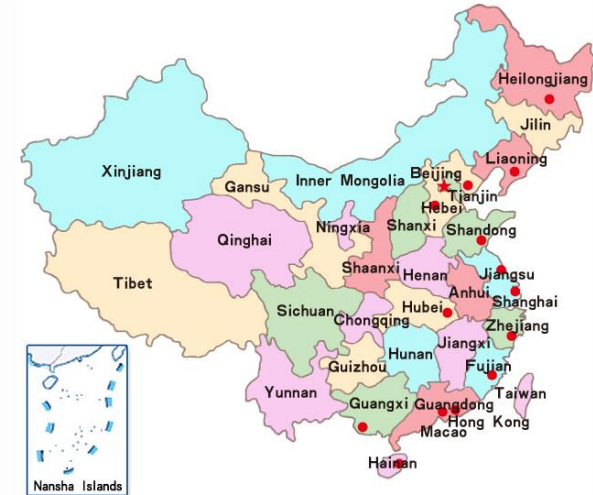 Heilongjiang
Jilin
Liaoning
Xinjiang
Gansu
Inner Mongolia
Beijing
Tianjin
Hebei
Ningxia
Shanxi
Shandong
Qinghai
Shaanxi
Henan
Jiangsu
Tibet
Anhui
Shanghai
Sichuan
Hubei
Chongqing
Zhejiang
Hunan
Jiangxi
Guizhou
Fujian
Yunnan
Guangxi
Guangdong
Taiwan
Hong Kong
Macao
Hainan
Nansha Islands